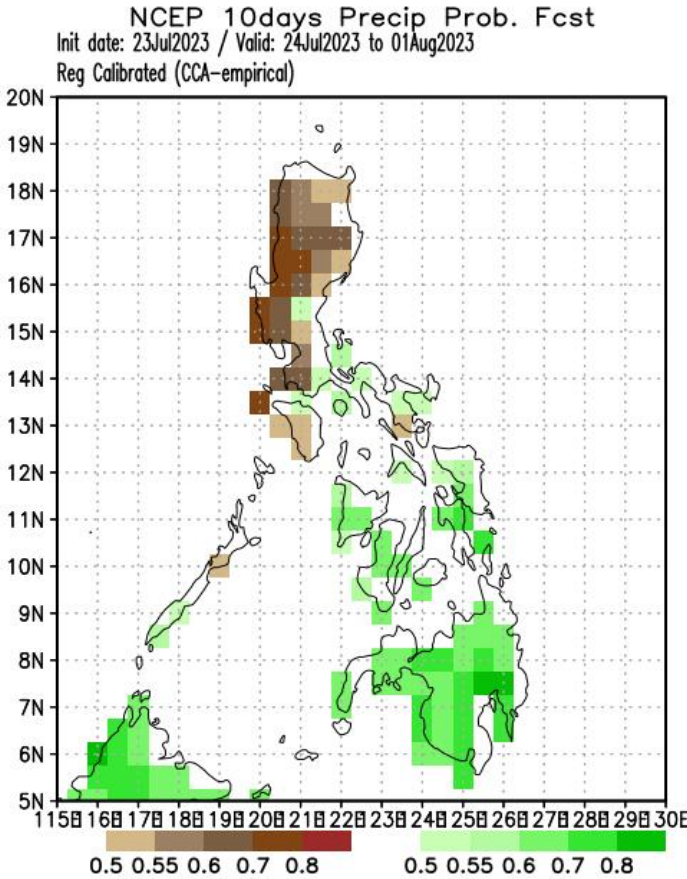 NCEP 10days Precip Prob. Fcst
Init date: 23Jul2023 / Valid: 24Jul2023 to 01Aug2023
Reg Calibrated (CCA-empirical)
20N
19N
18N
17N
16N
15N
14N
13N
12N
11N
10N
9N
8N
7N
6N
5N
115E 116E 117E 118E 119E 120E 121E 122E 123E 124E 125E 126E 127E 128E 129E 130E
0.5 0.55 0.6 0.7 0.8 0.5 0.55 0.6 0.7 0.8